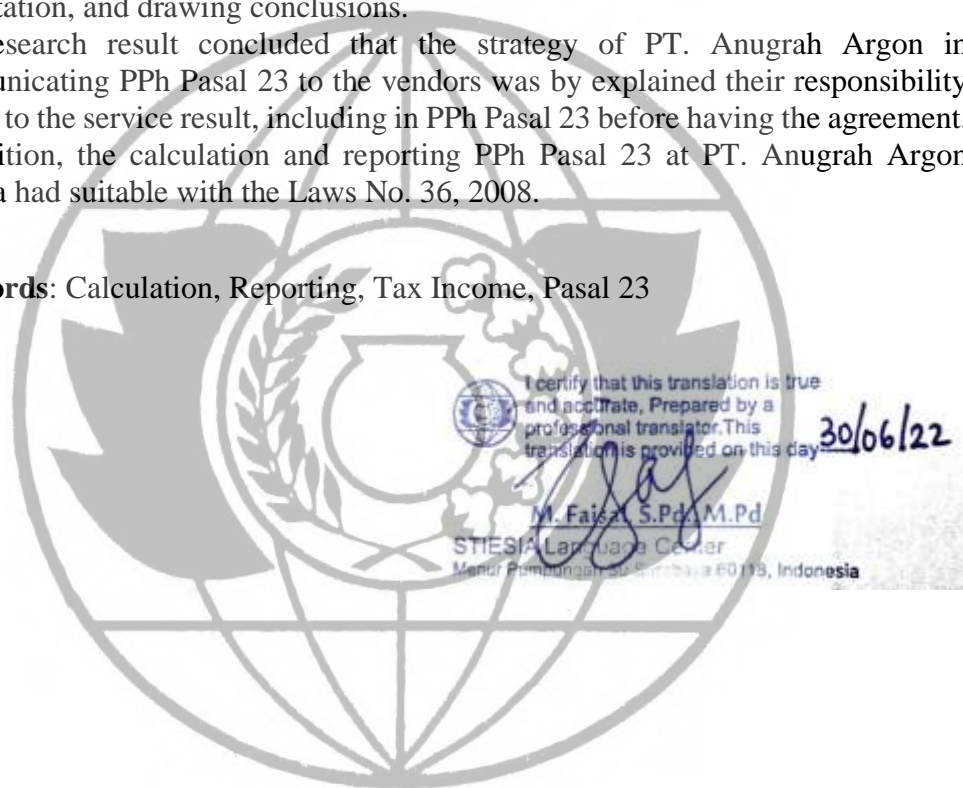 tation, and drawing conclusions.
esearch result concluded that the strategy of PT. Anugrah Argon in
unicating PPh Pasal 23 to the vendors was by explained their responsibility
to the service result, including in PPh Pasal 23 before having the agreement.
ition, the calculation and reporting PPh Pasal 23 at PT. Anugrah Argon
a had suitable with the Laws No. 36, 2008.
ords: Calculation, Reporting, Tax Income, Pasal 23
I certify that this translation is true
and accurate, Prepared by a
professional translator. This
translation is provided on this day 30/06/22
M. Faisal, S.Pd, M.Pd
STIESIA Language Center
Menur Pumpungan 30 Surabaya 60118, Indonesia